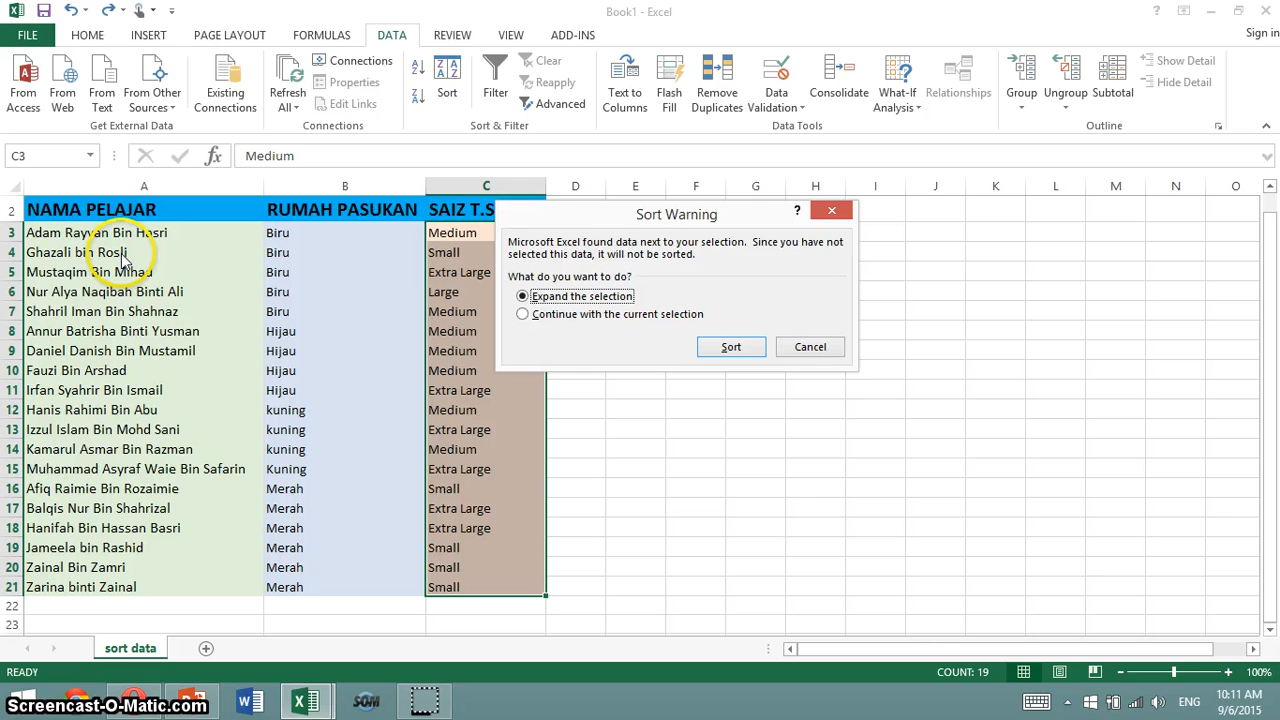 Book1 - Excel
FILE HOME INSERT PAGE LAYOUT FORMULAS DATA REVIEW VIEW ADD-INS Sign in
From Access
From Web
From Text
From Other Sources
Existing Connections
Get External Data
Refresh All
Connections
Properties
Edit Links
Connections
Sort
Filter
Clear
Reapply
Advanced
Sort & Filter
Text to Columns
Flash Fill
Remove Duplicates
Data Validation
Consolidate
What-If Analysis
Relationships
Data Tools
Group
Ungroup
Subtotal
Show Detail
Hide Detail
Outline
C3 fx Medium
A B C D E F G H I J K L M N O
2 NAMA PELAJAR RUMAH PASUKAN SAIZ T.S
3 Adam Rayyan Bin Hasri Biru Medium
4 Ghazali bin Rosli Biru Small
5 Mustaqim Bin Mihad Biru Extra Large
6 Nur Alya Naqibah Binti Ali Biru Large
7 Shahril Iman Bin Shahnaz Biru Medium
8 Annur Batrisha Binti Yusman Hijau Medium
9 Daniel Danish Bin Mustamil Hijau Medium
10 Fauzi Bin Arshad Hijau Medium
11 Irfan Syahrir Bin Ismail Hijau Extra Large
12 Hanis Rahimi Bin Abu kuning Medium
13 Izzul Islam Bin Mohd Sani kuning Extra Large
14 Kamarul Asmar Bin Razman kuning Medium
15 Muhammad Asyraf Waie Bin Safarin Kuning Extra Large
16 Afiq Raimie Bin Rozaimie Merah Small
17 Balqis Nur Bin Shahrizal Merah Extra Large
18 Hanifah Bin Hassan Basri Merah Extra Large
19 Jameela bin Rashid Merah Small
20 Zainal Bin Zamri Merah Small
21 Zarina binti Zainal Merah Small
22
23
Sort Warning
Microsoft Excel found data next to your selection. Since you have
not selected this data, it will not be sorted.
What do you want to do?
Expand the selection
Continue with the current selection
Sort Cancel
sort data
READY COUNT: 19 100%
Screencast-O-Matic.com
SOM
ENG
10:11 AM
9/6/2015